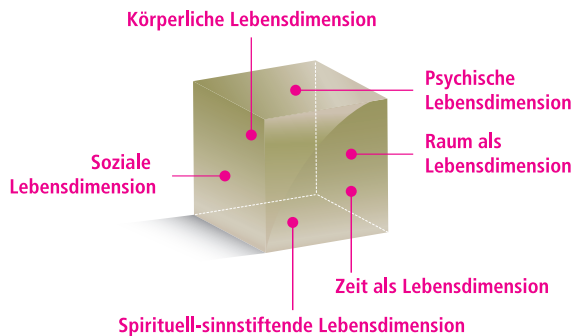 Körperliche Lebensdimension
Psychische
Lebensdimension
Raum als
Lebensdimension
Soziale
Lebensdimension
Zeit als Lebensdimension
Spirituell-sinnstiftende Lebensdimension